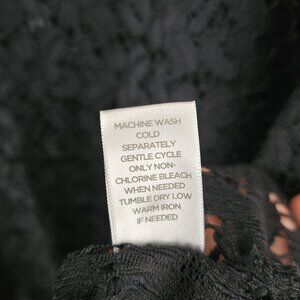 MACHINE WASH
COLD
SEPARATELY
GENTLE CYCLE
ONLY NON-
CHLORINE BLEACH
WHEN NEEDED
TUMBLE DRY LOW
WARM IRON
IF NEEDED